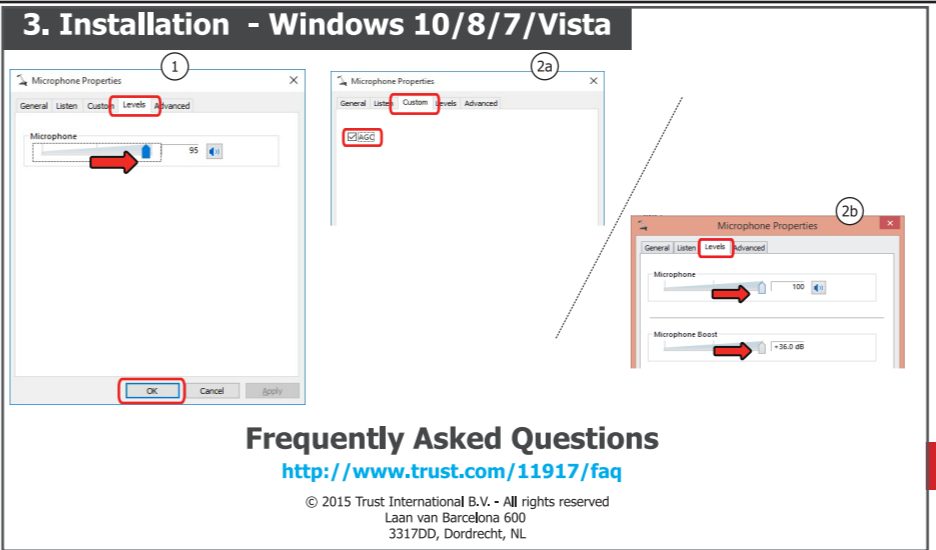 3. Installation - Windows 10/8/7/Vista
1
Microphone Properties
General Listen Custom Levels Advanced
Microphone
95
OK Cancel Apply
2a
Microphone Properties
General Listen Custom Levels Advanced
AGC
2b
Microphone Properties
General Listen Levels Advanced
Microphone
100
Microphone Boost
+36.0 dB
Frequently Asked Questions
http://www.trust.com/11917/faq
© 2015 Trust International B.V. - All rights reserved
Laan van Barcelona 600
3317DD, Dordrecht, NL